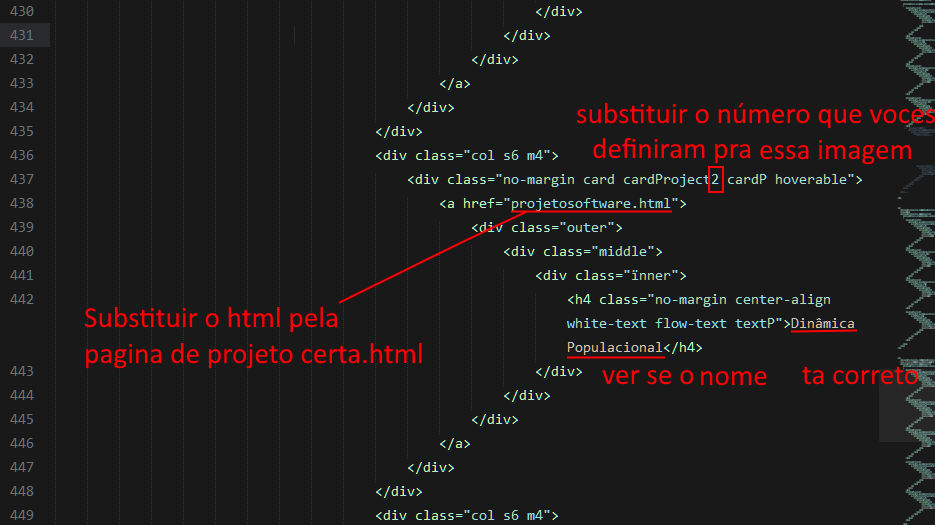 430 </div>
431 </div>
432 </div>
433 </a>
434 </div>
substituir o número que voces
435 </div>
definiram pra essa imagem
436 <div class="col s6 m4">
437 <div class="no-margin card cardProject2 cardP hoverable">
438 <a href="projetosoftware.html">
439 <div class="outer">
440 <div class="middle">
441 <div class="ïnner">
442 <h4 class="no-margin center-align
white-text flow-text textP">Dinâmica
Populacional</h4>
Substituir o html pela
pagina de projeto certa.html
443 </div>
ver se o nome ta correto
444 </div>
445 </div>
446 </a>
447 </div>
448 </div>
449 <div class="col s6 m4">